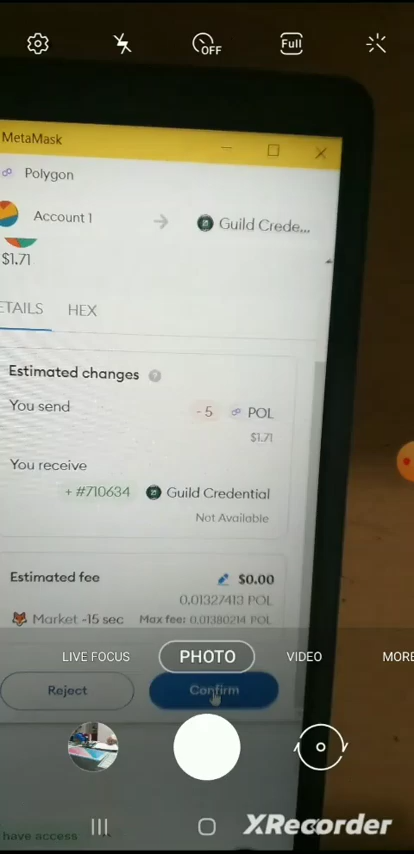 OFF
Full
MetaMask
Polygon
Account 1
Guild Crede...
$1.71
ETAILS HEX
Estimated changes ?
You send - 5 POL
$1.71
You receive
+ #710634 Guild Credential
Not Available
Estimated fee $0.00
0.01327413 POL
Market ~15 sec Max fee: 0.01380214 POL
LIVE FOCUS PHOTO VIDEO MORE
Reject Confirm
have access
XRecorder